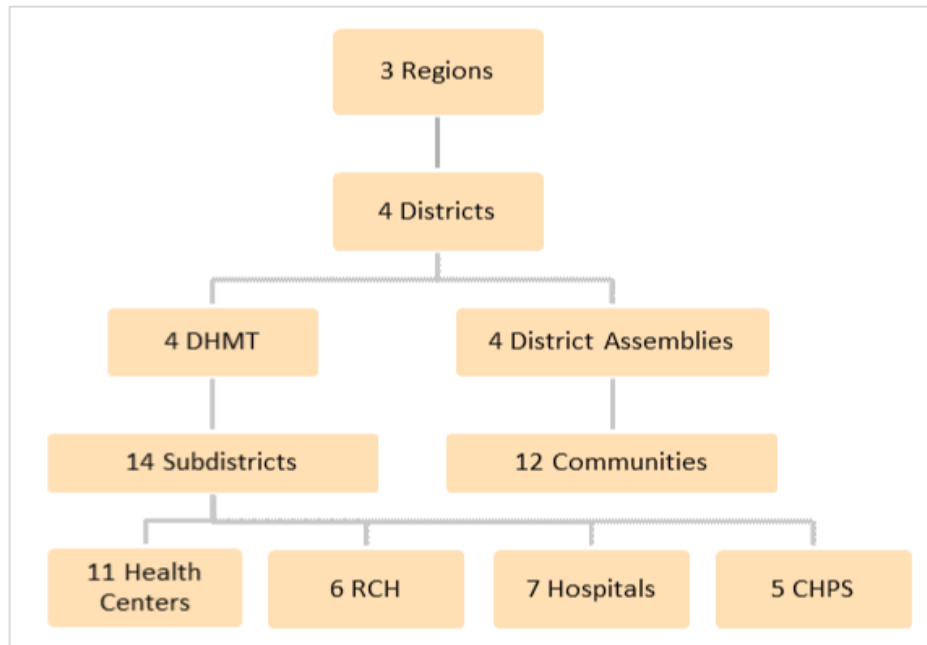 3 Regions
4 Districts
4 DHMT
4 District Assemblies
14 Subdistricts
12 Communities
11 Health
Centers
6 RCH
7 Hospitals
5 CHPS